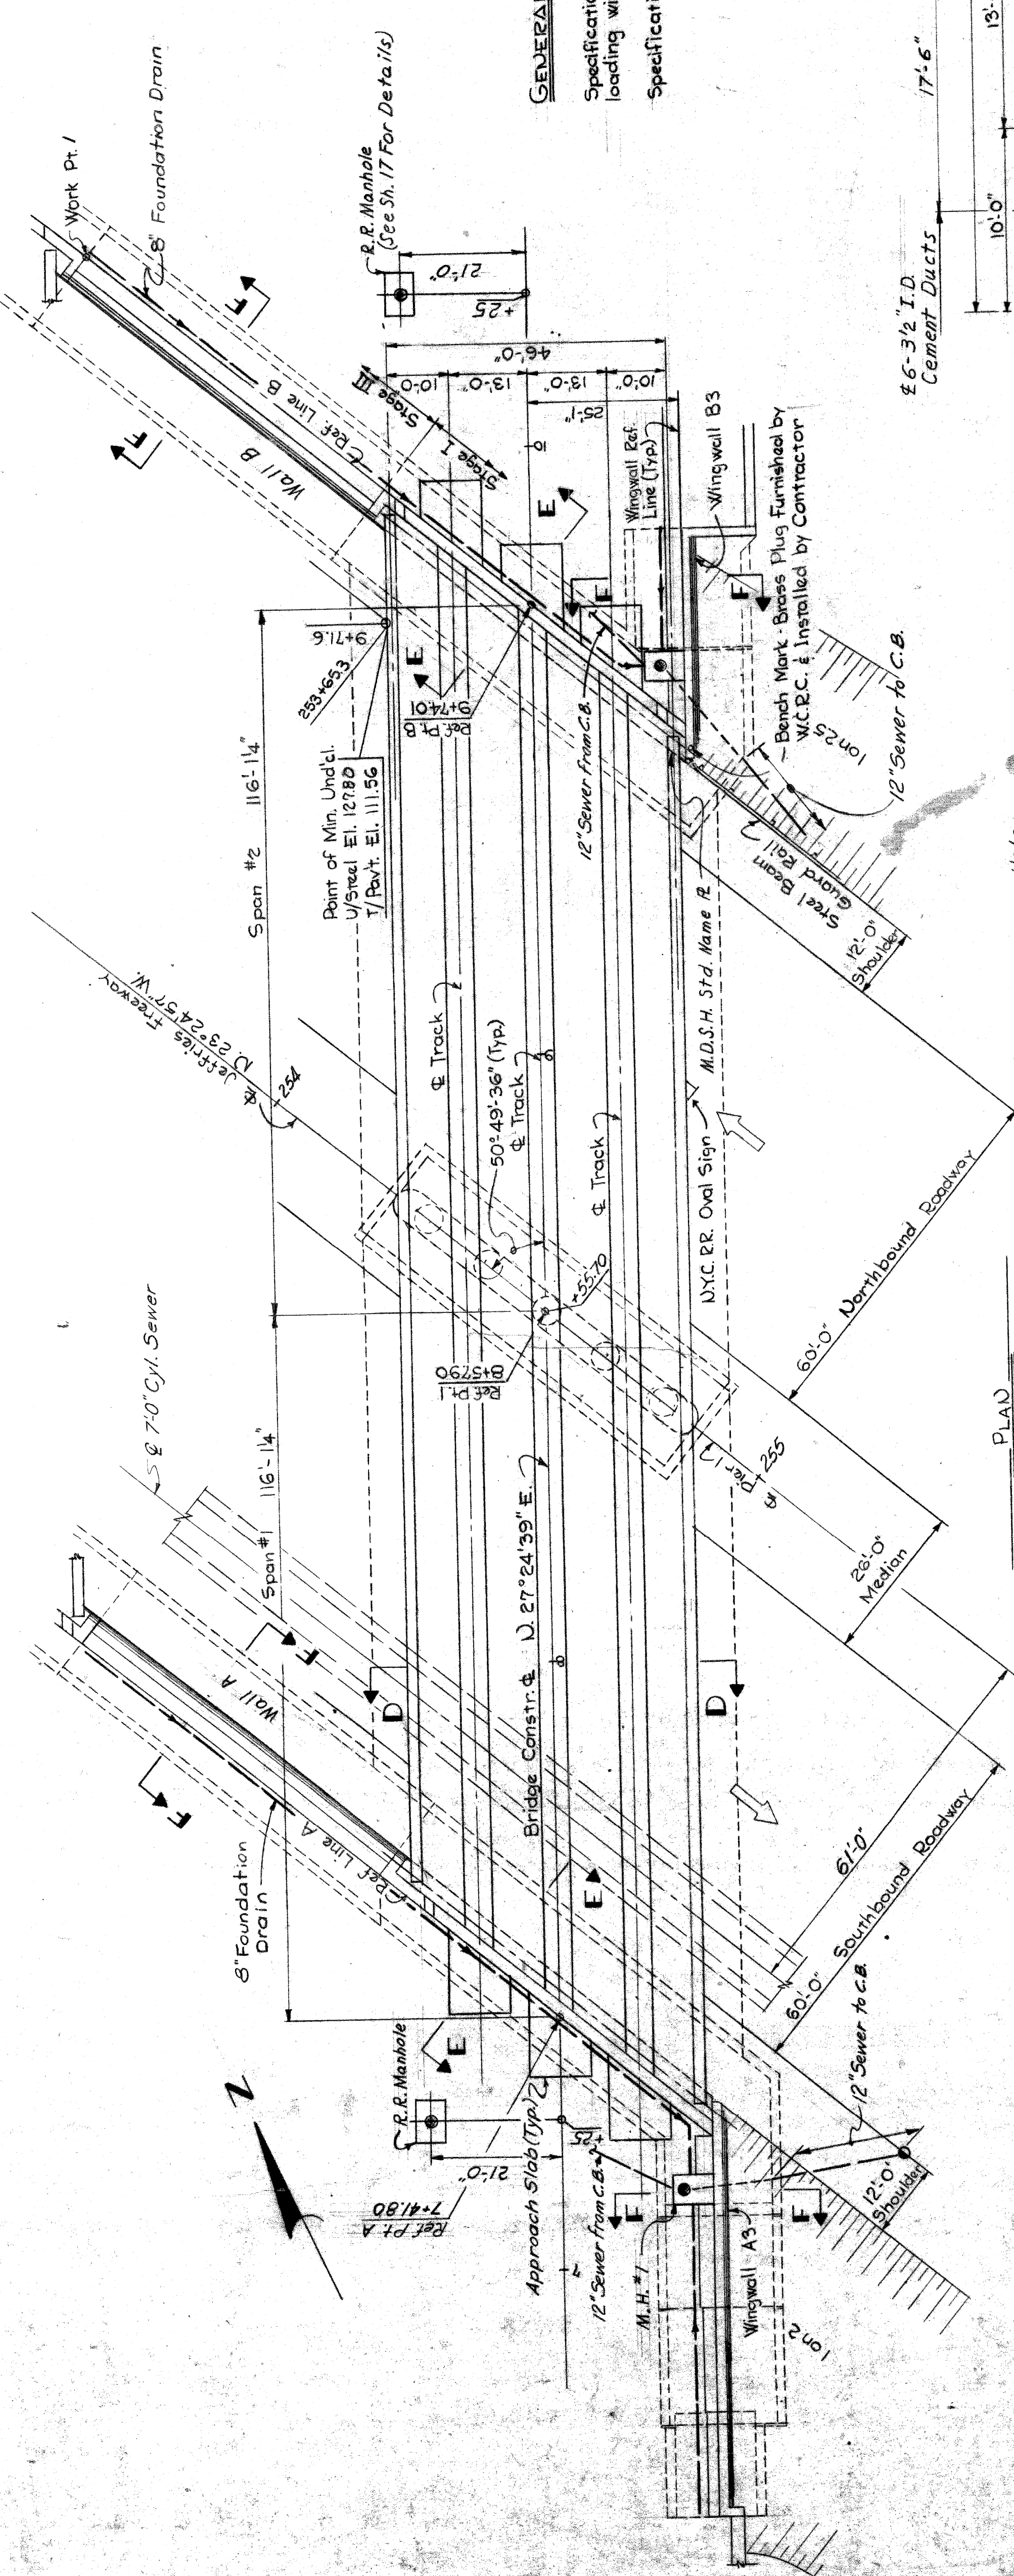 GENERAL
Specificatio
loading wi
Specificati
17'-6"
13'-
10'-0"
6-3½" I.D.
Cement Ducts
Work Pt. 1
8" Foundation Drain
R.R. Manhole
(See Sh. 17 For Details)
21'-0"
+25
F
F
Wall B
Ref. Line B
Stage III
Stage I
46'-0"
10'-0"
13'-0"
13'-0"
10'-0"
25'-1"
E
E
E
F
Wingwall Ref.
Line (Typ.)
Wingwall B3
Bench Mark - Brass Plug Furnished by
W.C.R.C. & Installed by Contractor
1 on 2.5
12" Sewer to C.B.
12" Sewer From C.B.
9+71.6
253+65.3
Ref. Pt. B
9+74.01
Point of Min. Und'cl.
U/Steel El. 127.80
T/Pav't. El. 111.56
Span #2 116'-1¼"
Steel Beam
Guard Rail
12'-0"
Shoulder
M.D.S.H. Std. Name ℞
N.Y.C. R.R. Oval Sign
Jeffries Freeway
N. 23° 24' 57" W.
254
℄ Track
50°-49'-36" (Typ.)
℄ Track
℄ Track
+55.70
Ref. Pt. 1
8+57.90
60'-0" Northbound Roadway
PLAN
℄ 7'-0" Cyl. Sewer
Span #1 116'-1¼"
Pier 1
255
26'-0"
Median
Bridge Constr. ℄ N. 27° 24' 39" E.
8
D
D
F
F
Wall A
Ref. Line A
8" Foundation
Drain
E
E
61'-0"
60'-0" Southbound Roadway
12" Sewer to C.B.
12'-0"
Shoulder
N
R.R. Manhole
21'-0"
+25
Ref. Pt. A
7+41.80
Approach Slab (Typ.)
12" Sewer From C.B.
7
M.H. #1
F
F
Wingwall A3
1 on 2